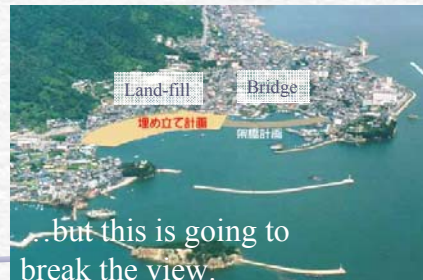 Land-fill
Bridge
埋め立て計画
架橋計画
...but this is going to
break the view.